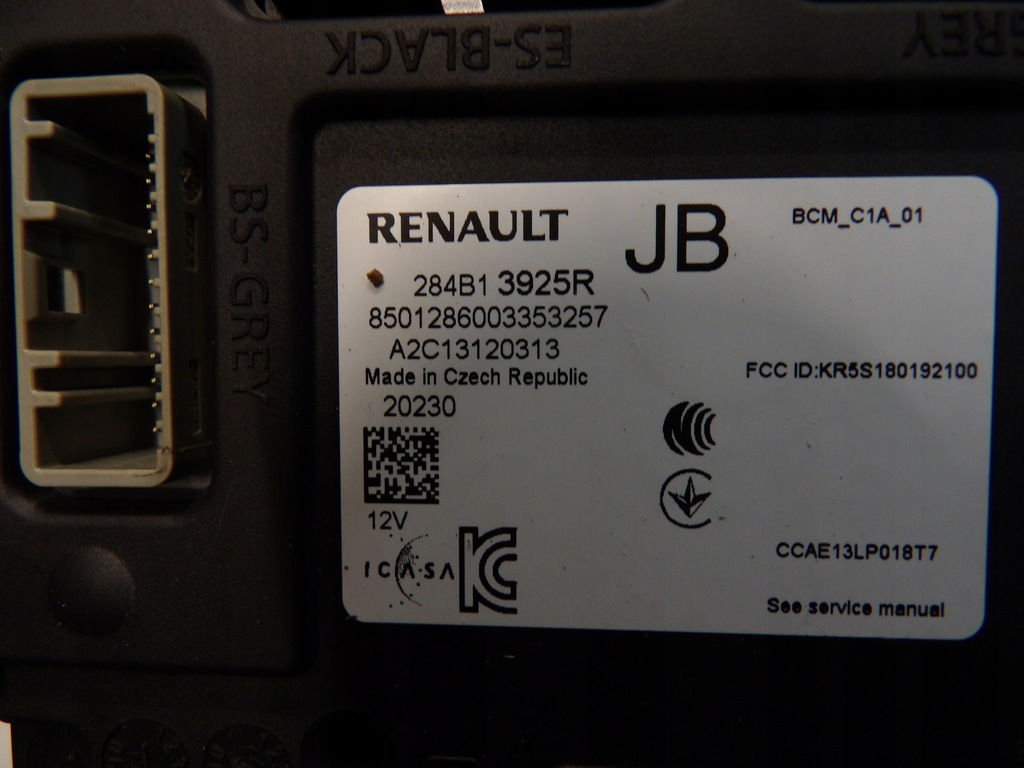 ES-BLACK
GREY
BS-GREY
RENAULT
JB
BCM_C1A_01
284B1 3925R
8501286003353257
A2C13120313
Made in Czech Republic
20230
FCC ID:KR5S180192100
12V
ICASA
CCAE13LP018T7
See service manual